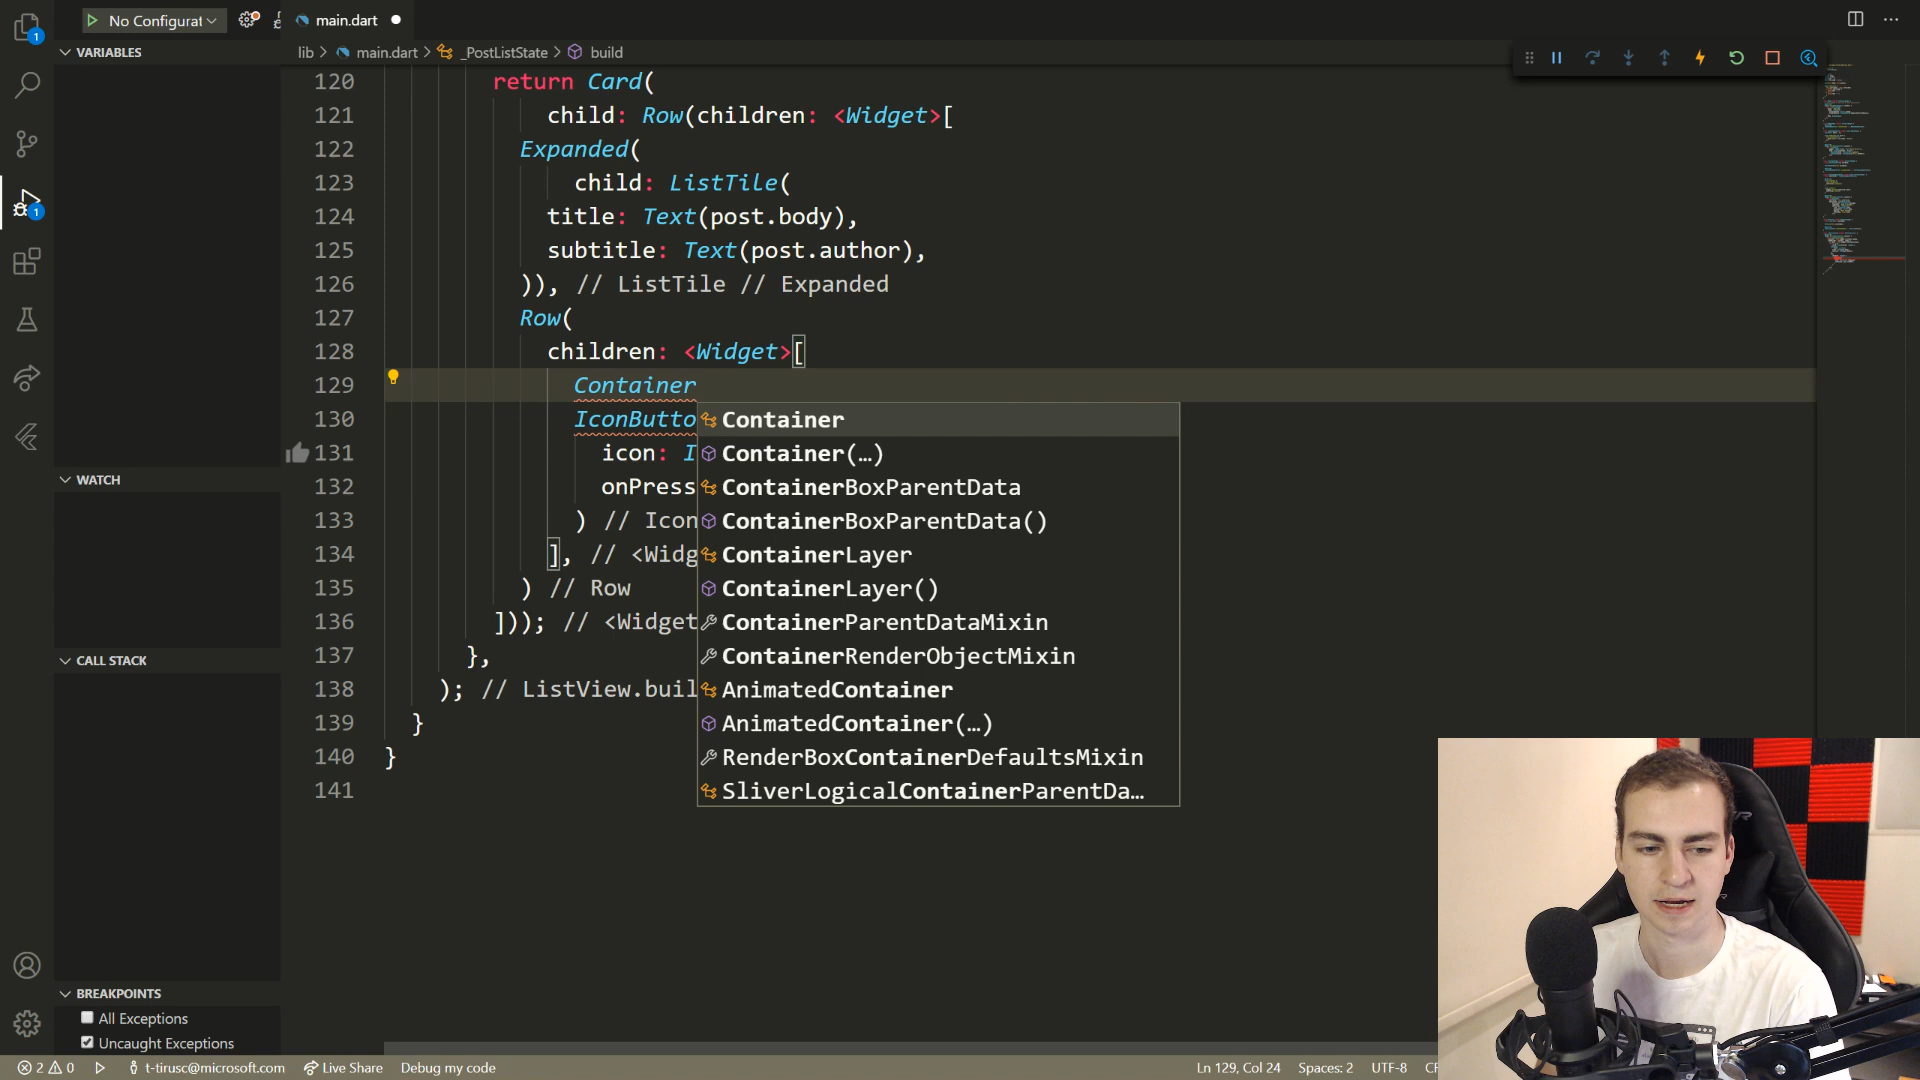 No Configurat
main.dart
VARIABLES
lib > main.dart > _PostListState > build
120 return Card(
121 child: Row(children: <Widget>[
122 Expanded(
123 child: ListTile(
124 title: Text(post.body),
125 subtitle: Text(post.author),
126 )), // ListTile // Expanded
127 Row(
128 children: <Widget>[
129 Container
130 IconButto
131 icon: I
132 onPress
133 ) // Icon
134 ], // <Widg
135 ) // Row
136 ])); // <Widget
137 },
138 ); // ListView.buil
139 }
140 }
141
Container
Container(…)
ContainerBoxParentData
ContainerBoxParentData()
ContainerLayer
ContainerLayer()
ContainerParentDataMixin
ContainerRenderObjectMixin
AnimatedContainer
AnimatedContainer(…)
RenderBoxContainerDefaultsMixin
SliverLogicalContainerParentDa…
1
1
WATCH
CALL STACK
BREAKPOINTS
All Exceptions
Uncaught Exceptions
2 0 t-tirusc@microsoft.com Live Share Debug my code Ln 129, Col 24 Spaces: 2 UTF-8 CR